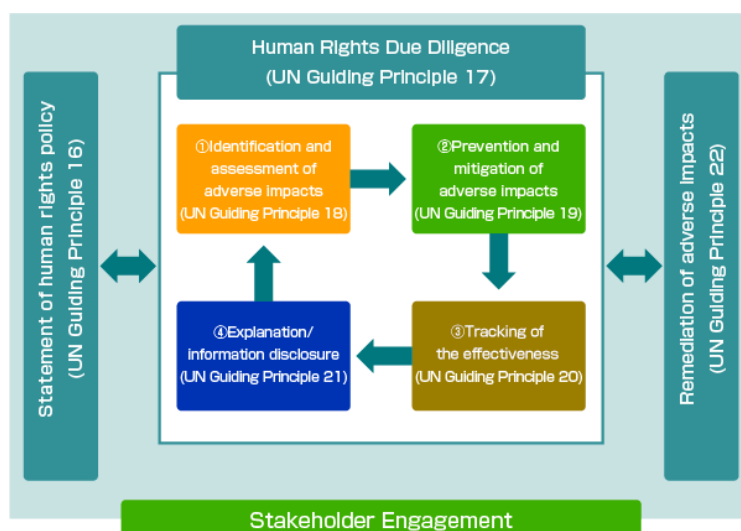 Human Rights Due Diligence
(UN Guiding Principle 17)
Statement of human rights policy
(UN Guiding Principle 16)
①Identification and
assessment of
adverse impacts
(UN Guiding Principle 18)
②Prevention and
mitigation of
adverse impacts
(UN Guiding Principle 19)
③Tracking of
the effectiveness
(UN Guiding Principle 20)
④Explanation/
information disclosure
(UN Guiding Principle 21)
Remediation of adverse impacts
(UN Guiding Principle 22)
Stakeholder Engagement